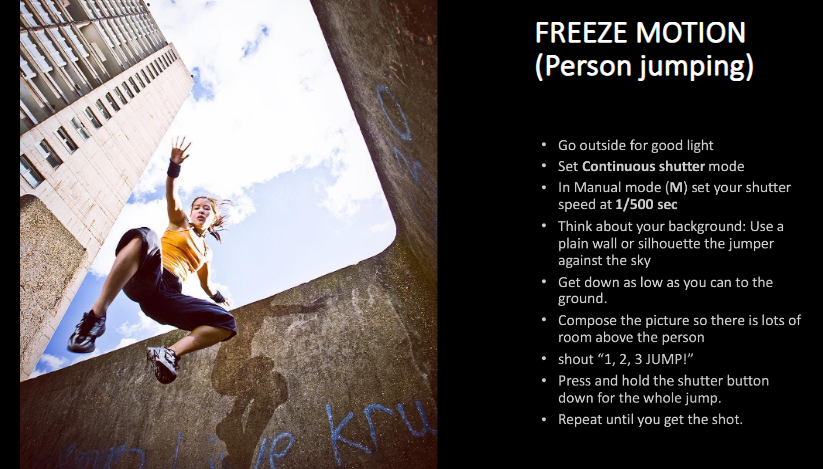 FREEZE MOTION
(Person jumping)
• Go outside for good light
• Set Continuous shutter mode
• In Manual mode (M) set your shutter
speed at 1/500 sec
• Think about your background: Use a
plain wall or silhouette the jumper
against the sky
• Get down as low as you can to the
ground.
• Compose the picture so there is lots of
room above the person
• shout “1, 2, 3 JUMP!”
• Press and hold the shutter button
down for the whole jump.
• Repeat until you get the shot.